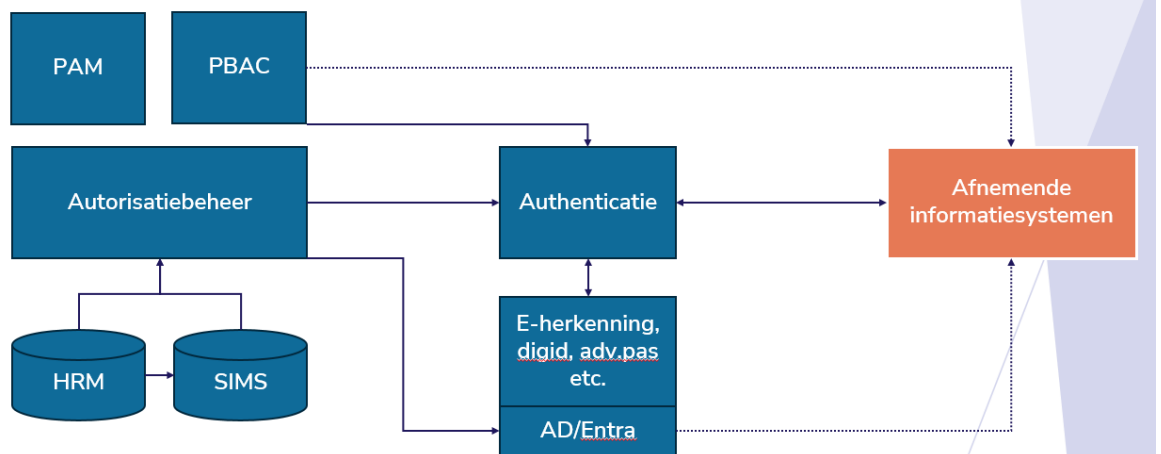 PAM
PBAC
Autorisatiebeheer
Authenticatie
Afnemende
informatiesystemen
HRM
SIMS
E-herkenning,
digid, adv.pas
etc.
AD/Entra